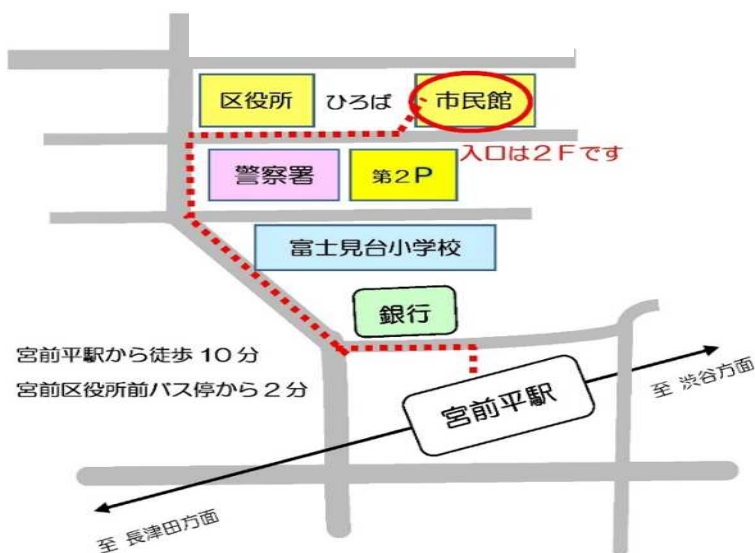 区役所
ひろば
市民館
入口は2Fです
警察署
第2P
富士見台小学校
銀行
宮前平駅から徒歩10分
宮前区役所前バス停から2分
宮前平駅
至 渋谷方面
至 長津田方面